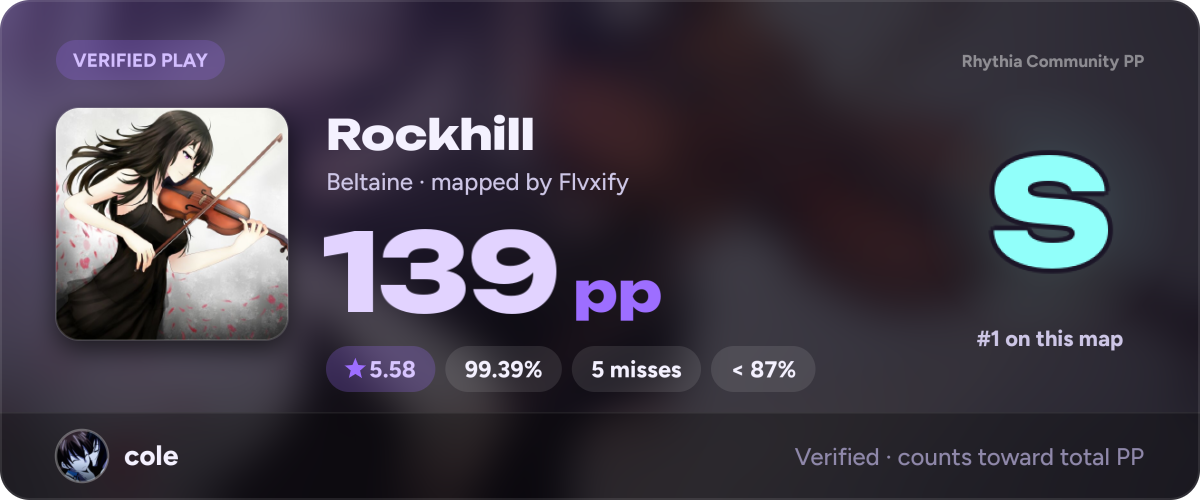 VERIFIED PLAY
Rhythia Community PP
Rockhill
Beltaine · mapped by Flvxify
139 pp
S
#1 on this map
★ 5.58
99.39%
5 misses
< 87%
cole
Verified · counts toward total PP